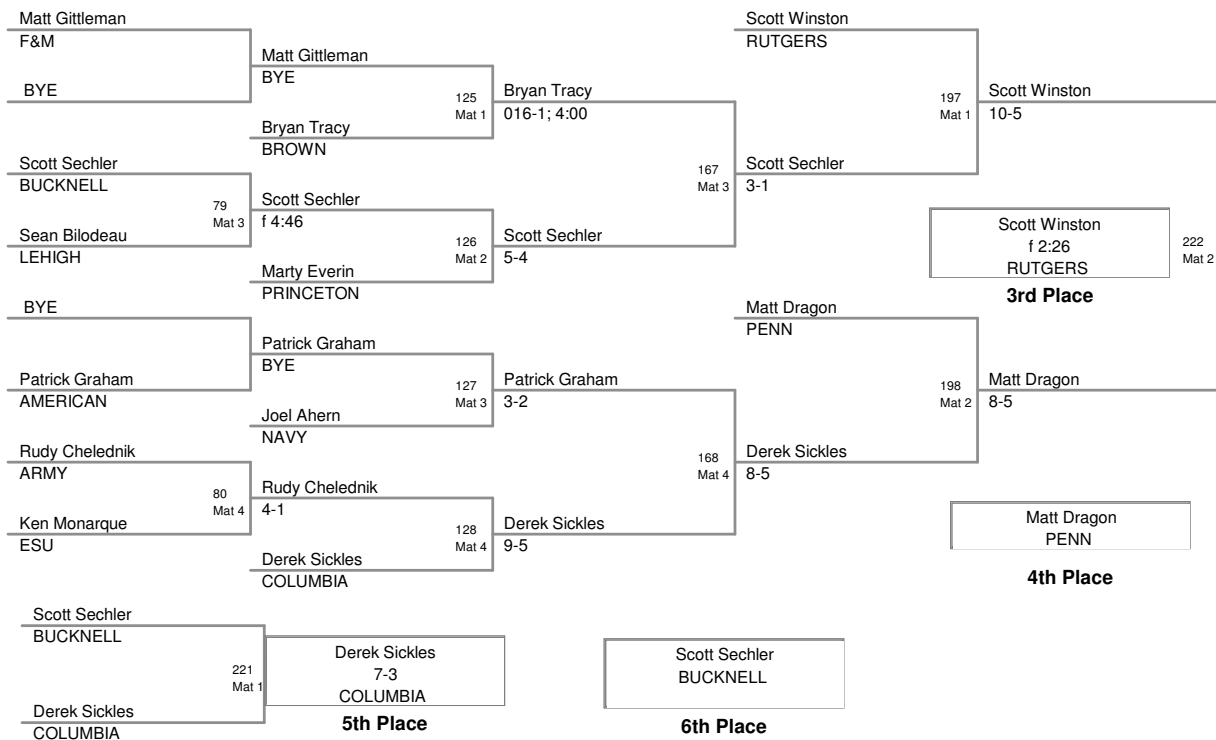 Matt Gittleman
F&M
BYE
Scott Sechler
BUCKNELL
79
Mat 3
Sean Bilodeau
LEHIGH
BYE
Patrick Graham
AMERICAN
Rudy Chelednik
ARMY
80
Mat 4
Ken Monarque
ESU
Matt Gittleman
BYE
125
Mat 1
Bryan Tracy
BROWN
Scott Sechler
f 4:46
126
Mat 2
Marty Everin
PRINCETON
Patrick Graham
BYE
127
Mat 3
Joel Ahern
NAVY
Rudy Chelednik
4-1
128
Mat 4
Derek Sickles
COLUMBIA
Bryan Tracy
016-1; 4:00
167
Mat 3
Scott Sechler
5-4
Patrick Graham
3-2
168
Mat 4
Derek Sickles
9-5
Scott Winston
RUTGERS
197
Mat 1
Scott Sechler
3-1
Matt Dragon
PENN
198
Mat 2
Derek Sickles
8-5
Scott Winston
10-5
Scott Winston
f 2:26
RUTGERS
222
Mat 2
3rd Place
Matt Dragon
8-5
Matt Dragon
PENN
4th Place
Scott Sechler
BUCKNELL
221
Mat 1
Derek Sickles
COLUMBIA
Derek Sickles
7-3
COLUMBIA
5th Place
Scott Sechler
BUCKNELL
6th Place